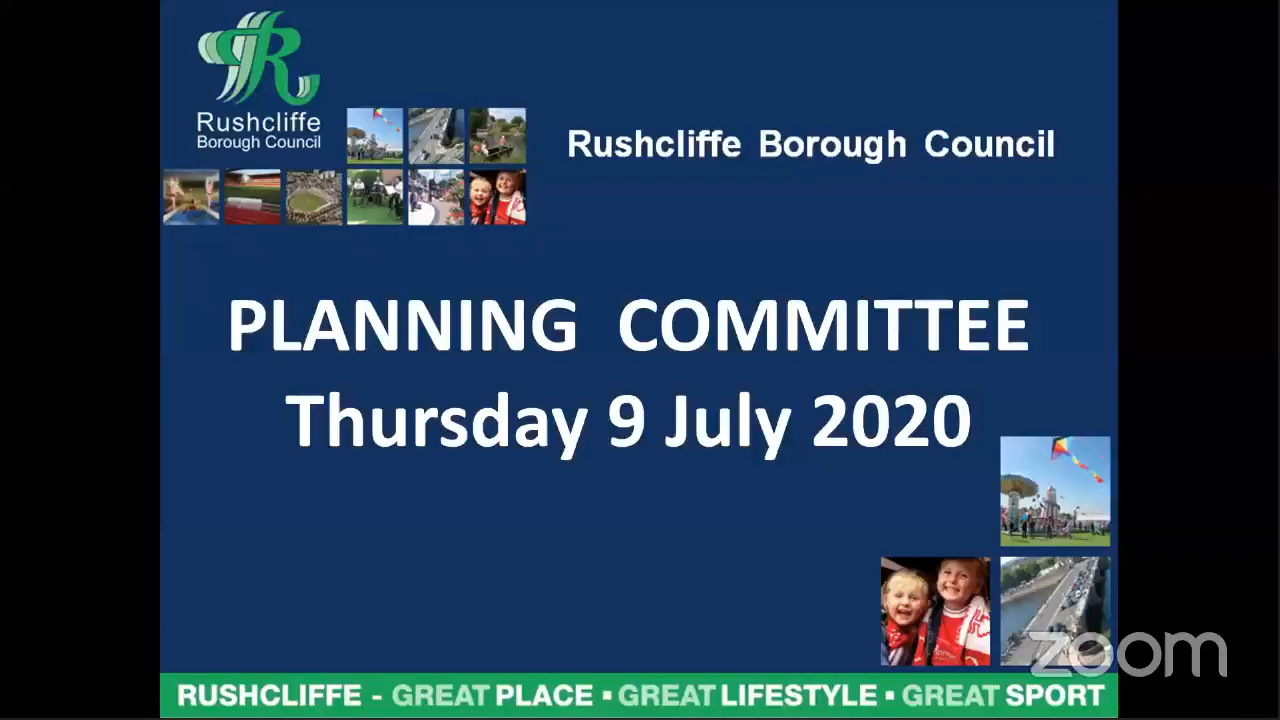 Rushcliffe
Borough Council
Rushcliffe Borough Council
PLANNING COMMITTEE
Thursday 9 July 2020
zoom
RUSHCLIFFE - GREAT PLACE ▪ GREAT LIFESTYLE ▪ GREAT SPORT